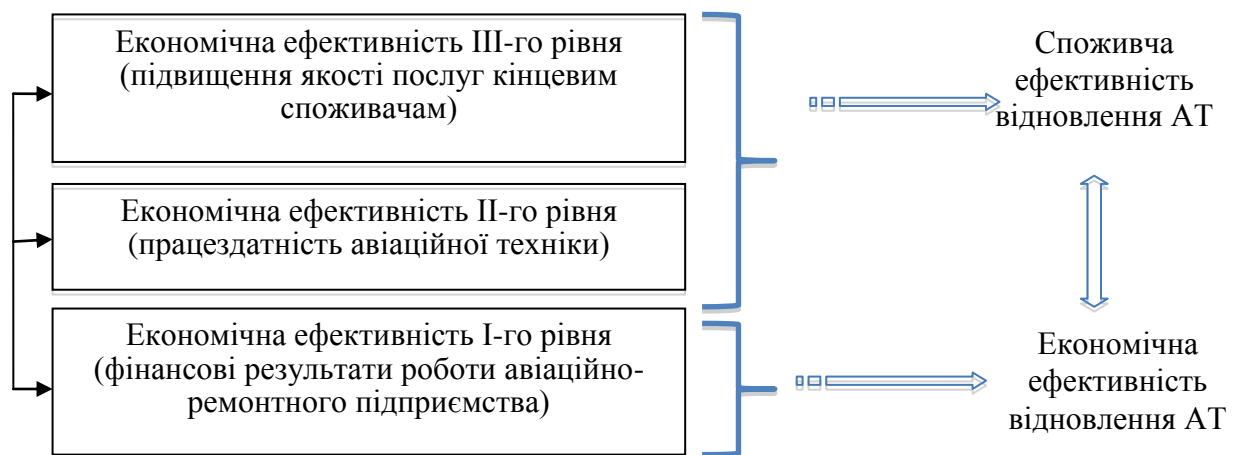 Економічна ефективність ІІІ-го рівня
(підвищення якості послуг кінцевим
споживачам)
Споживча
ефективність
відновлення АТ
Економічна ефективність ІІ-го рівня
(працездатність авіаційної техніки)
Економічна ефективність І-го рівня
(фінансові результати роботи авіаційно-
ремонтного підприємства)
Економічна
ефективність
відновлення АТ